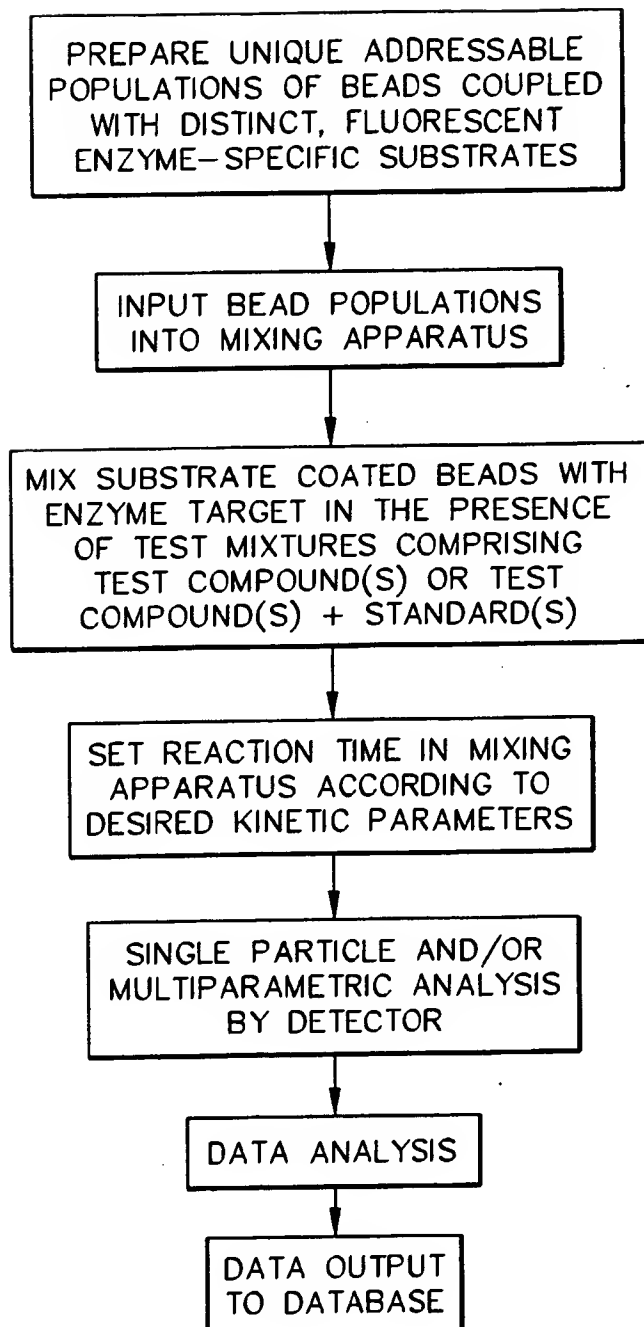 PREPARE UNIQUE ADDRESSABLE
POPULATIONS OF BEADS COUPLED
WITH DISTINCT, FLUORESCENT
ENZYME-SPECIFIC SUBSTRATES
INPUT BEAD POPULATIONS
INTO MIXING APPARATUS
MIX SUBSTRATE COATED BEADS WITH
ENZYME TARGET IN THE PRESENCE
OF TEST MIXTURES COMPRISING
TEST COMPOUND(S) OR TEST
COMPOUND(S) + STANDARD(S)
SET REACTION TIME IN MIXING
APPARATUS ACCORDING TO
DESIRED KINETIC PARAMETERS
SINGLE PARTICLE AND/OR
MULTIPARAMETRIC ANALYSIS
BY DETECTOR
DATA ANALYSIS
DATA OUTPUT
TO DATABASE